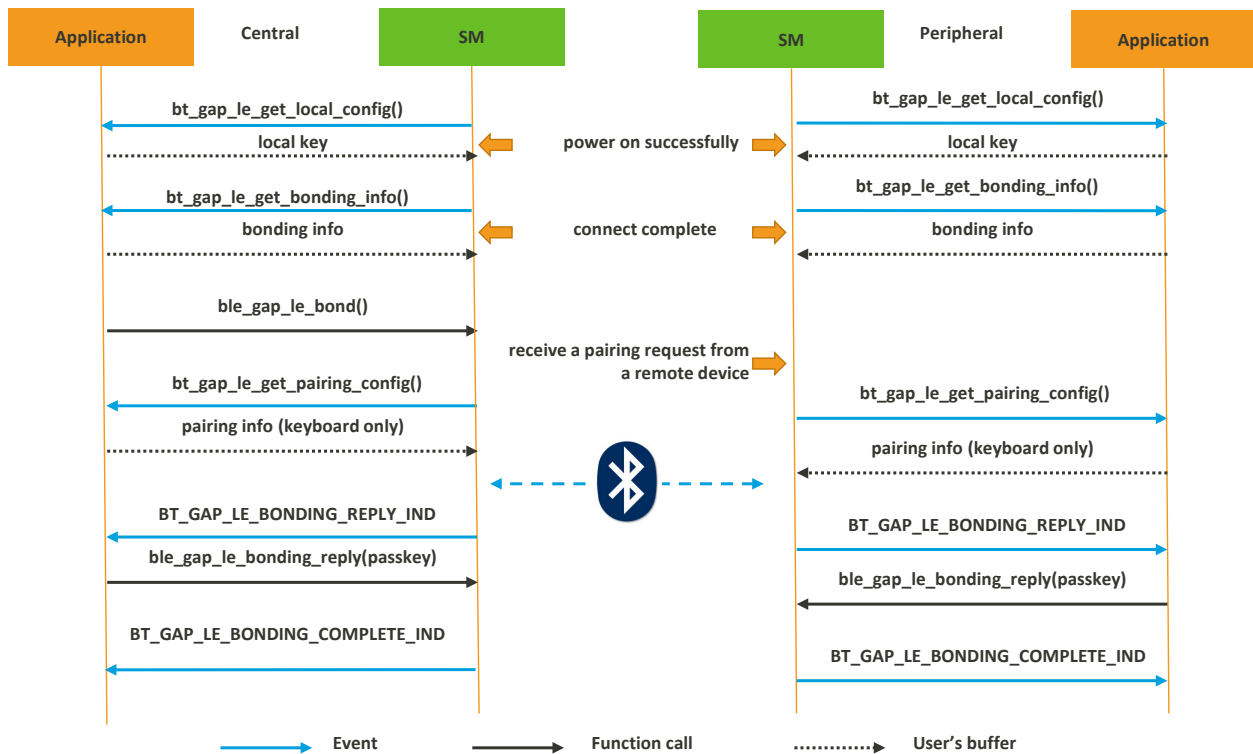 Application
Central
SM
SM
Peripheral
Application
bt_gap_le_get_local_config()
bt_gap_le_get_local_config()
local key
power on successfully
local key
bt_gap_le_get_bonding_info()
bt_gap_le_get_bonding_info()
bonding info
connect complete
bonding info
ble_gap_le_bond()
receive a pairing request from
a remote device
bt_gap_le_get_pairing_config()
bt_gap_le_get_pairing_config()
pairing info (keyboard only)
pairing info (keyboard only)
BT_GAP_LE_BONDING_REPLY_IND
BT_GAP_LE_BONDING_REPLY_IND
ble_gap_le_bonding_reply(passkey)
ble_gap_le_bonding_reply(passkey)
BT_GAP_LE_BONDING_COMPLETE_IND
BT_GAP_LE_BONDING_COMPLETE_IND
Event
Function call
User's buffer